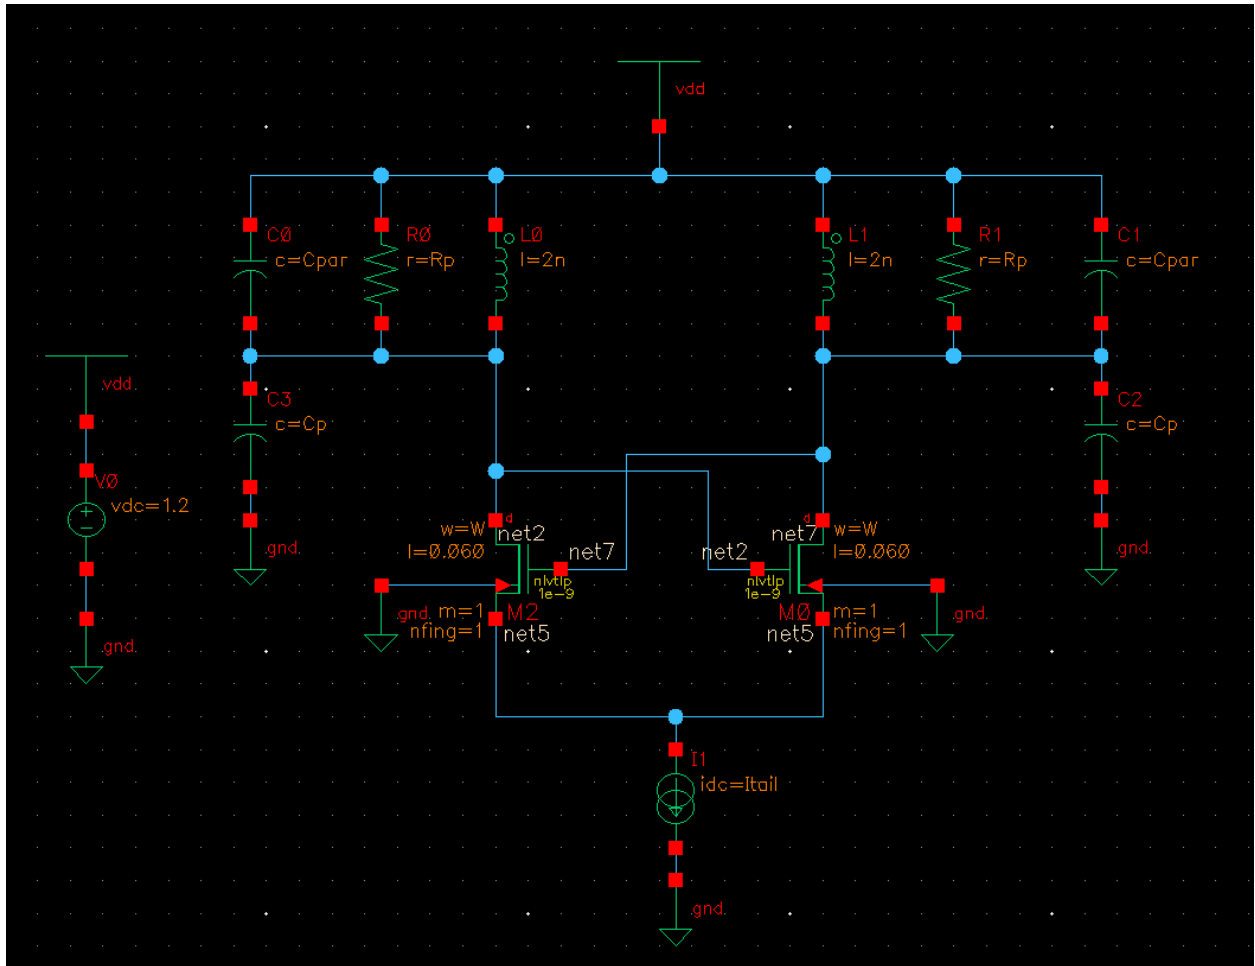 vdd
C0
c=Cpar
R0
r=Rp
L0
l=2n
L1
l=2n
R1
r=Rp
C1
c=Cpar
vdd
C3
c=Cp
C2
c=Cp
V0
vdc=1.2
d
net2
w=W
l=0.060
net7
nlvtlp
1e-9
M2
m=1
nfing=1
net5
d
net7
w=W
l=0.060
net2
nlvtlp
1e-9
M0
m=1
nfing=1
net5
gnd
gnd
gnd
gnd
gnd
I1
idc=Itail
gnd